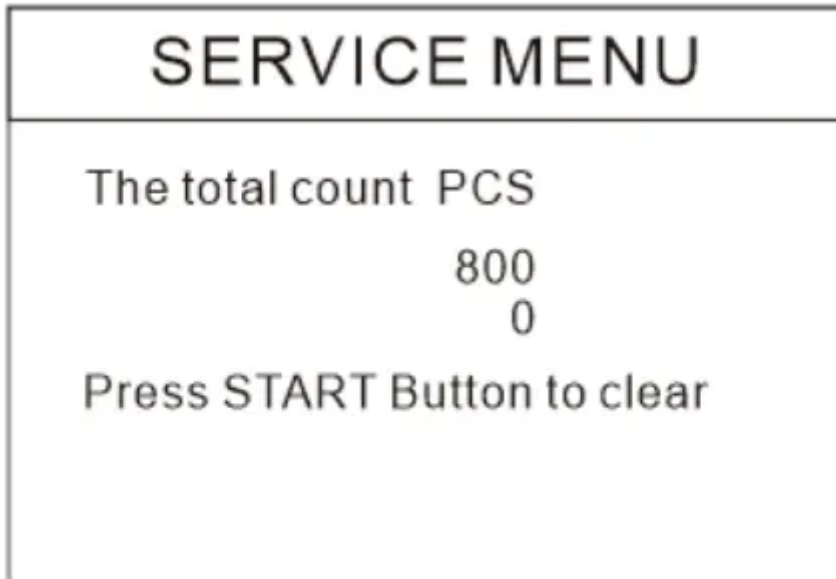 SERVICE MENU
The total count PCS
800
0
Press START Button to clear